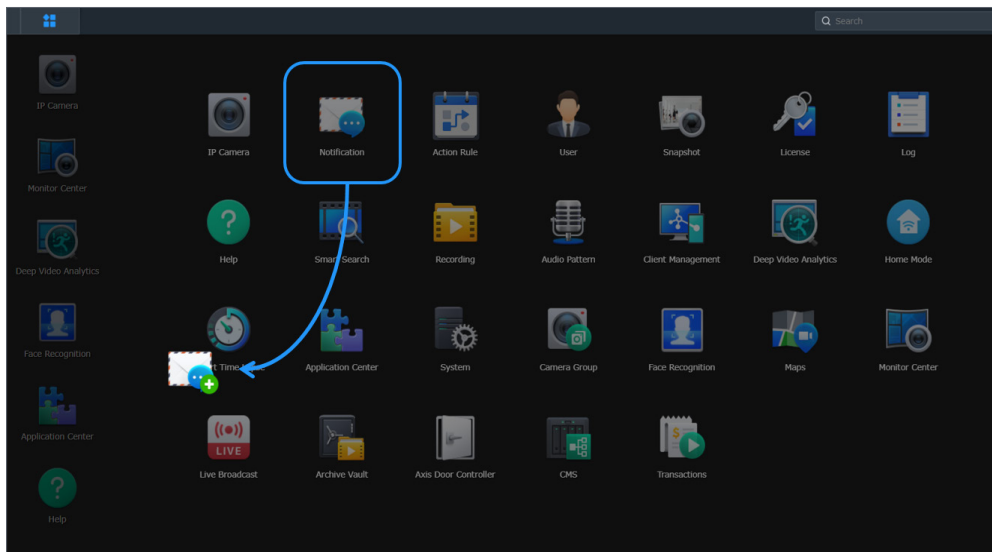 Search
IP Camera
Monitor Center
Deep Video Analytics
Face Recognition
Application Center
Help
IP Camera
Notification
Action Rule
User
Snapshot
License
Log
Help
Smart Search
Recording
Audio Pattern
Client Management
Deep Video Analytics
Home Mode
Time
Application Center
System
Camera Group
Face Recognition
Maps
Monitor Center
LIVE
Live Broadcast
Archive Vault
Axis Door Controller
CMS
Transactions